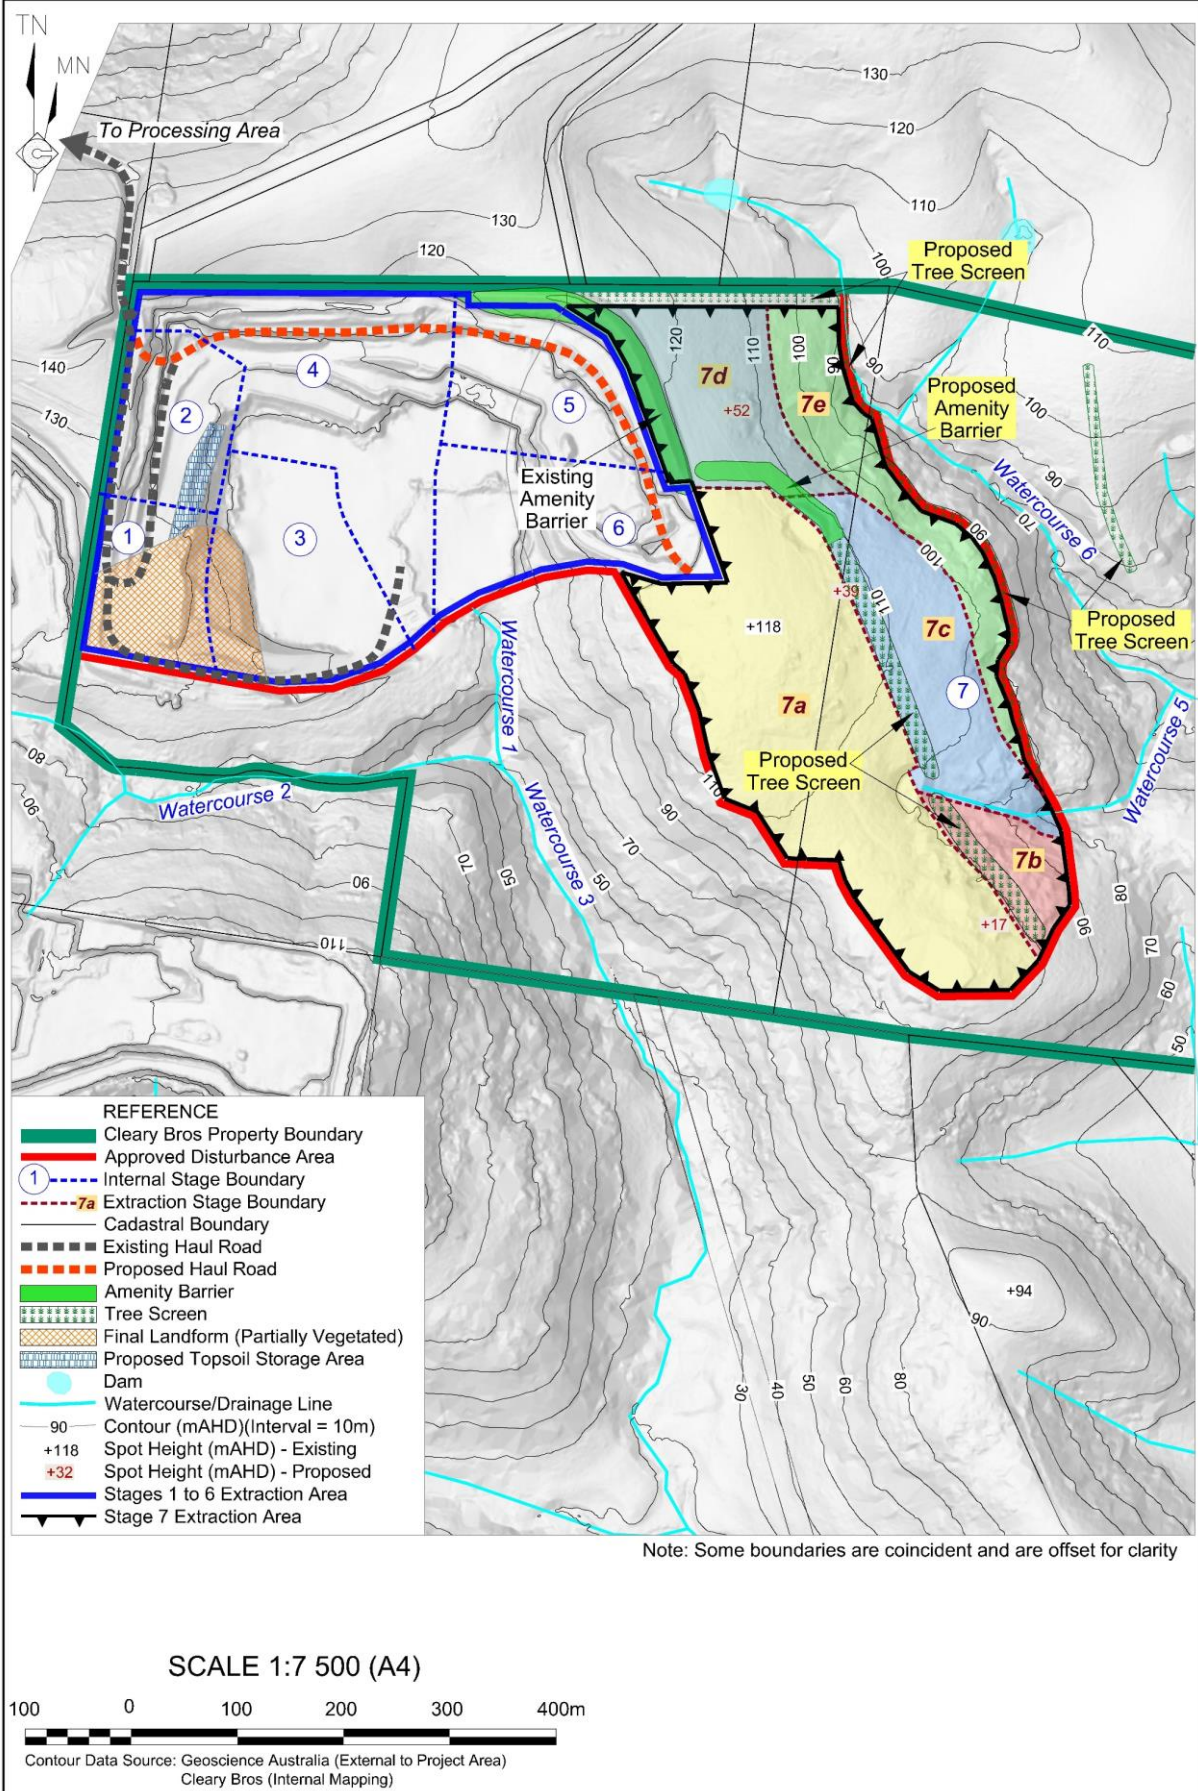 TN
MN
To Processing Area
130
120
110
130
120
100
Proposed
Tree Screen
110
140
130
120
110
100
90
90
100
90
70
7d
+52
7e
Proposed
Amenity
Barrier
4
2
5
Existing
Amenity
Barrier
1
3
6
Watercourse 6
90
100
+39
110
+118
7c
7
7a
Proposed
Tree Screen
Proposed
Tree Screen
Watercourse 1
Watercourse 2
Watercourse 3
Watercourse 5
80
90
110
90
70
50
70
50
90
110
7b
+17
80
90
70
60
50
REFERENCE
Cleary Bros Property Boundary
Approved Disturbance Area
1 Internal Stage Boundary
7a Extraction Stage Boundary
Cadastral Boundary
Existing Haul Road
Proposed Haul Road
Amenity Barrier
Tree Screen
Final Landform (Partially Vegetated)
Proposed Topsoil Storage Area
Dam
Watercourse/Drainage Line
90 Contour (mAHD)(Interval = 10m)
+118 Spot Height (mAHD) - Existing
+32 Spot Height (mAHD) - Proposed
Stages 1 to 6 Extraction Area
Stage 7 Extraction Area
+94
90
30
40
50
60
80
Note: Some boundaries are coincident and are offset for clarity
SCALE 1:7 500 (A4)
100 0 100 200 300 400m
Contour Data Source: Geoscience Australia (External to Project Area)
Cleary Bros (Internal Mapping)